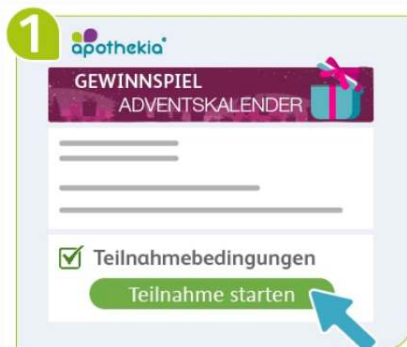 1
apothekia
GEWINNSPIEL
ADVENTSKALENDER
Teilnahmebedingungen
Teilnahme starten